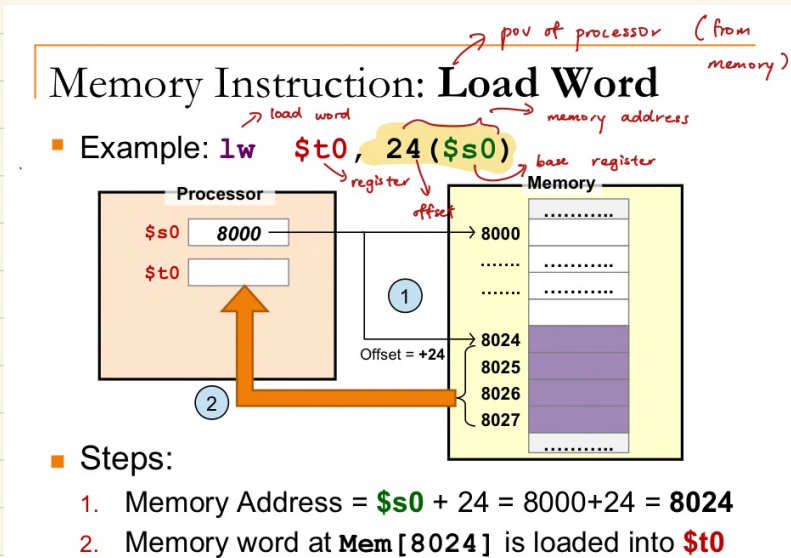 pov of processor (from
memory)
Memory Instruction: Load Word
load word
memory address
Example: lw $t0, 24($s0)
register
offset
base register
Processor
Memory
$s0 8000
8000
...........
$t0
.......
...........
.......
...........
1
8024
Offset = +24
8025
8026
2
8027
...........
Steps:
1. Memory Address = $s0 + 24 = 8000+24 = 8024
2. Memory word at Mem[8024] is loaded into $t0